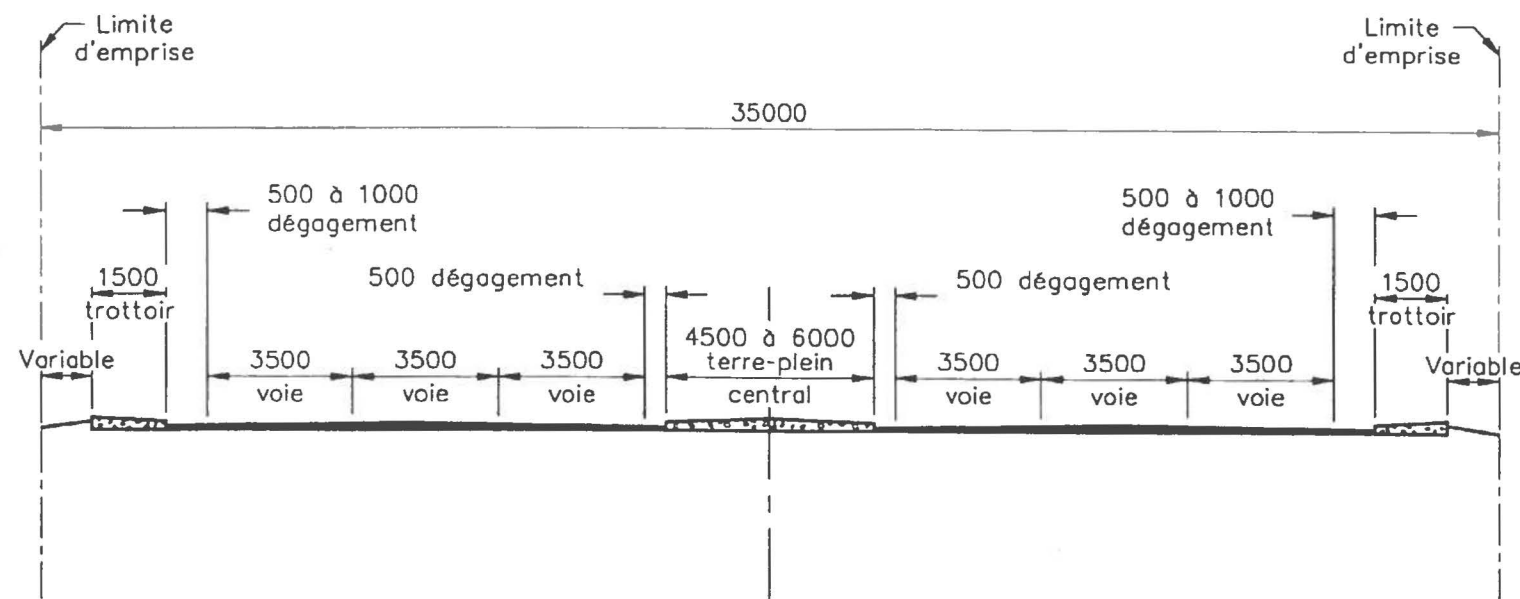 Limite
d'emprise
Limite
d'emprise
35000
500 à 1000
dégagement
500 à 1000
dégagement
1500
trottoir
500 dégagement
500 dégagement
1500
trottoir
Variable
3500
voie
3500
voie
3500
voie
4500 à 6000
terre-plein
central
3500
voie
3500
voie
3500
voie
Variable